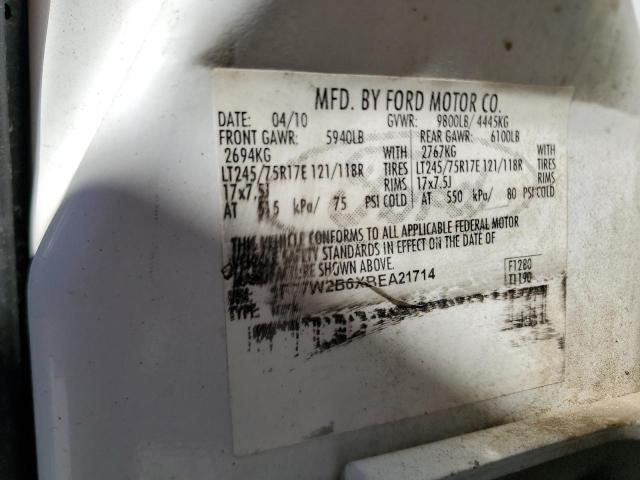 MFD. BY FORD MOTOR CO.
DATE: 04/10 GVWR: 9800LB/ 4445KG
FRONT GAWR: 5940LB REAR GAWR: 6100LB
2694KG WITH 2767KG WITH
LT245/75R17E 121/118R TIRES LT245/75R17E 121/118R TIRES
17x7.5J RIMS 17x7.5J RIMS
AT 515 kPa/ 75 PSI COLD AT 550 kPa/ 80 PSI COLD
THIS VEHICLE CONFORMS TO ALL APPLICABLE FEDERAL MOTOR
SAFETY STANDARDS IN EFFECT ON THE DATE OF
SHOWN ABOVE.
7W2B6XBEA21714
F1280
T1190